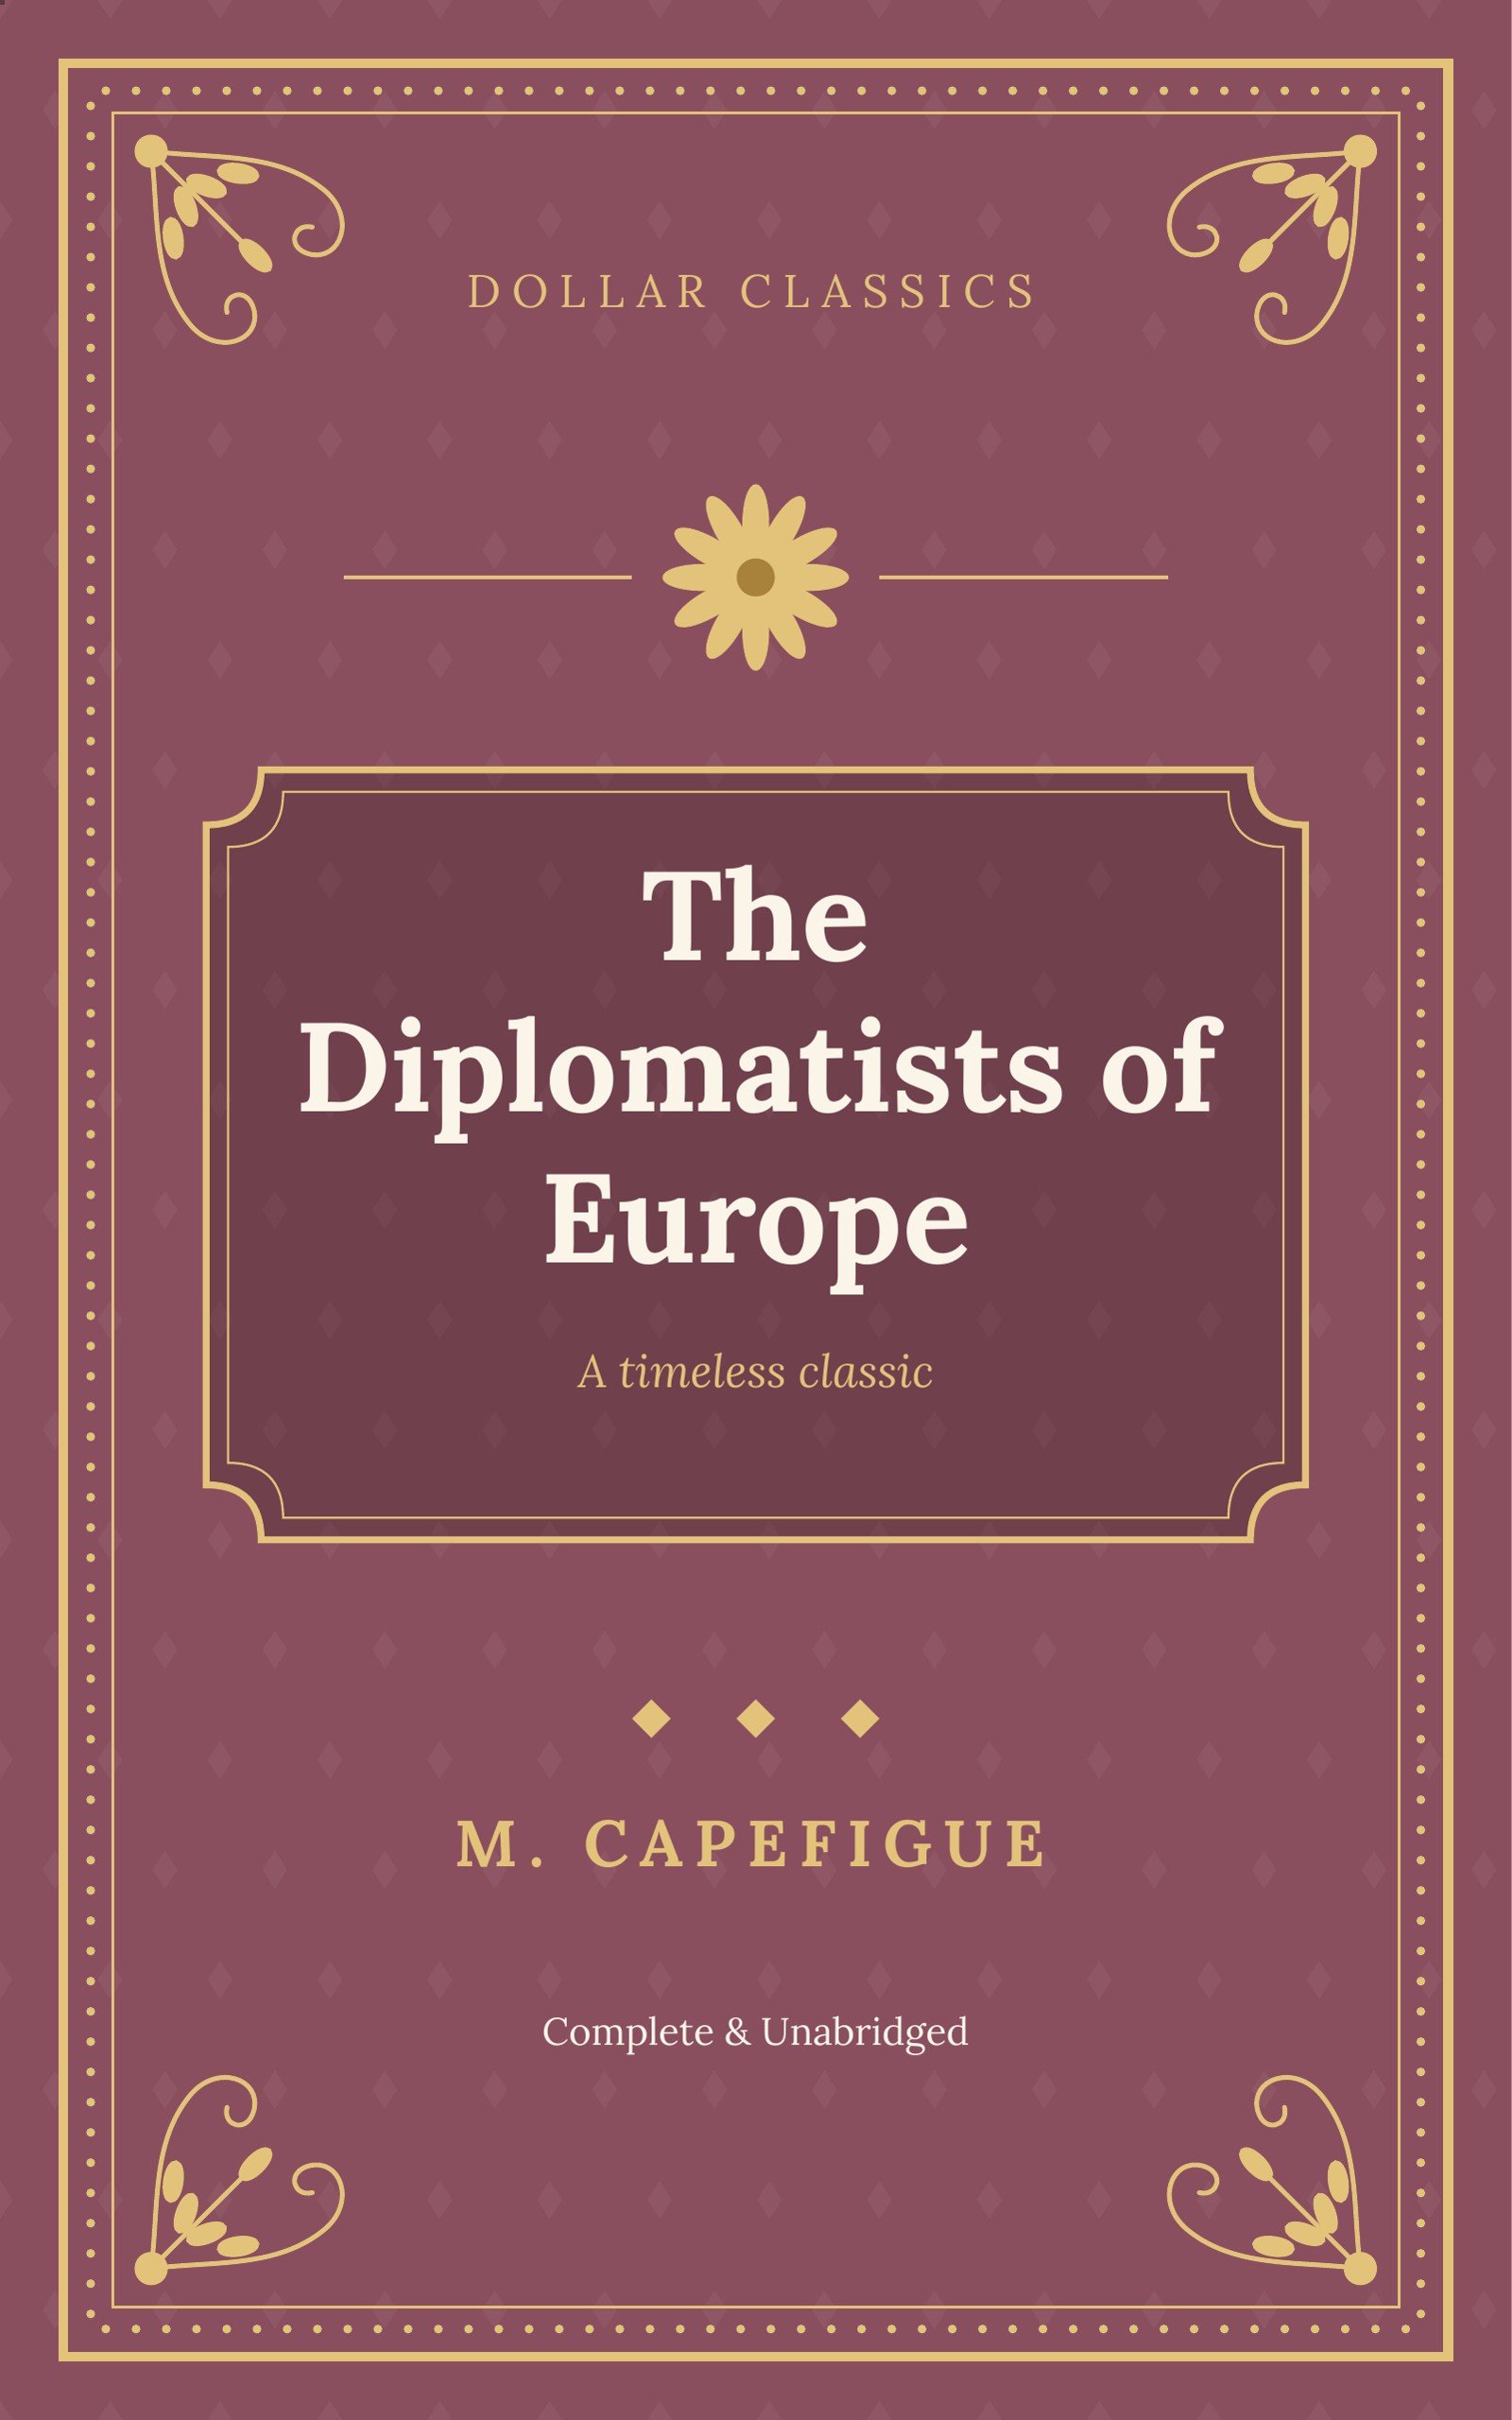 DOLLAR CLASSICS
The
Diplomatists of
Europe
A timeless classic
M. CAPEFIGUE
Complete & Unabridged